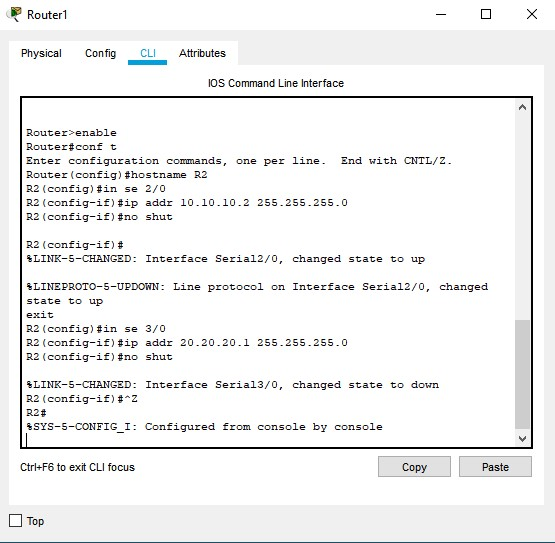 Router1
Physical Config CLI Attributes
IOS Command Line Interface
Router>enable
Router#conf t
Enter configuration commands, one per line.  End with CNTL/Z.
Router(config)#hostname R2
R2(config)#in se 2/0
R2(config-if)#ip addr 10.10.10.2 255.255.255.0
R2(config-if)#no shut
R2(config-if)#
%LINK-5-CHANGED: Interface Serial2/0, changed state to up
%LINEPROTO-5-UPDOWN: Line protocol on Interface Serial2/0, changed
state to up
exit
R2(config)#in se 3/0
R2(config-if)#ip addr 20.20.20.1 255.255.255.0
R2(config-if)#no shut
%LINK-5-CHANGED: Interface Serial3/0, changed state to down
R2(config-if)#^Z
R2#
%SYS-5-CONFIG_I: Configured from console by console
Ctrl+F6 to exit CLI focus
Copy Paste
Top